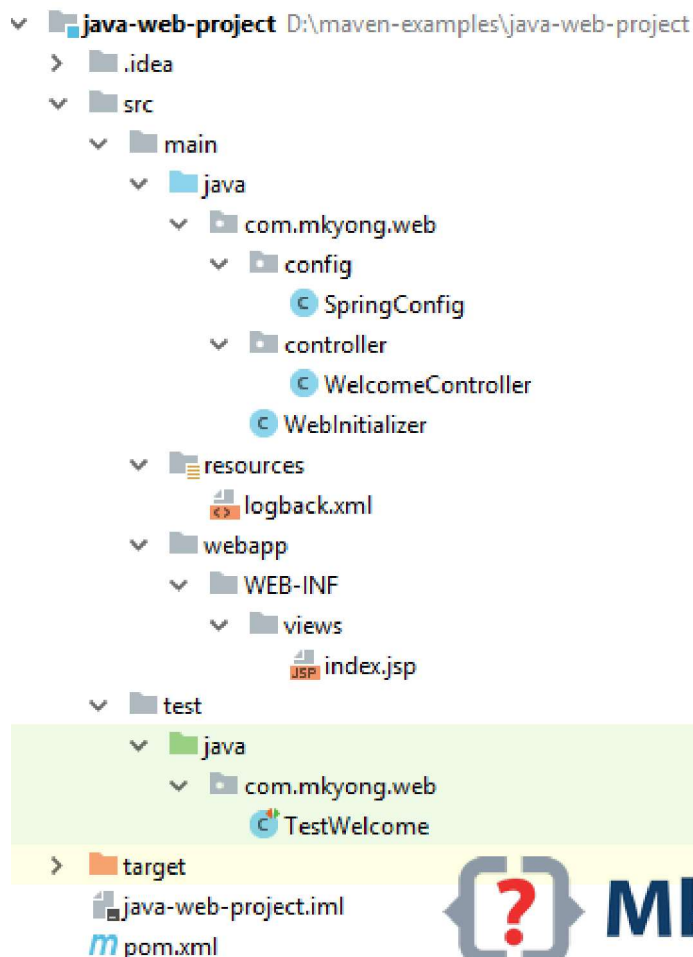 java-web-project D:\maven-examples\java-web-project
.idea
src
main
java
com.mkyong.web
config
C SpringConfig
controller
C WelcomeController
C WebInitializer
resources
<> logback.xml
webapp
WEB-INF
views
JSP index.jsp
test
java
com.mkyong.web
C TestWelcome
target
java-web-project.iml
m pom.xml
{?} Mk